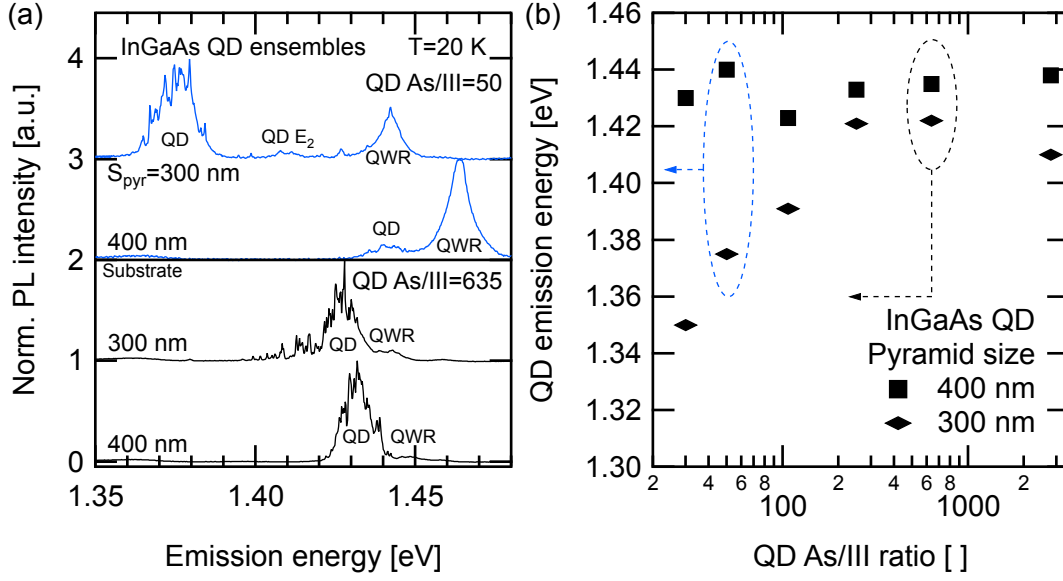 (a)
InGaAs QD ensembles T=20 K
QD As/III=50
QD
QD E₂
QWR
Sₚᵧᵣ=300 nm
400 nm
QD
QWR
Substrate
QD As/III=635
300 nm
QD
QWR
400 nm
QD
QWR
4
3
2
1
0
Norm. PL intensity [a.u.]
1.35 1.40 1.45
Emission energy [eV]
(b)
1.46
1.44
1.42
1.40
1.38
1.36
1.34
1.32
1.30
QD emission energy [eV]
InGaAs QD
Pyramid size
400 nm
300 nm
2 4 6 8 100 2 4 6 8 1000 2
QD As/III ratio [ ]